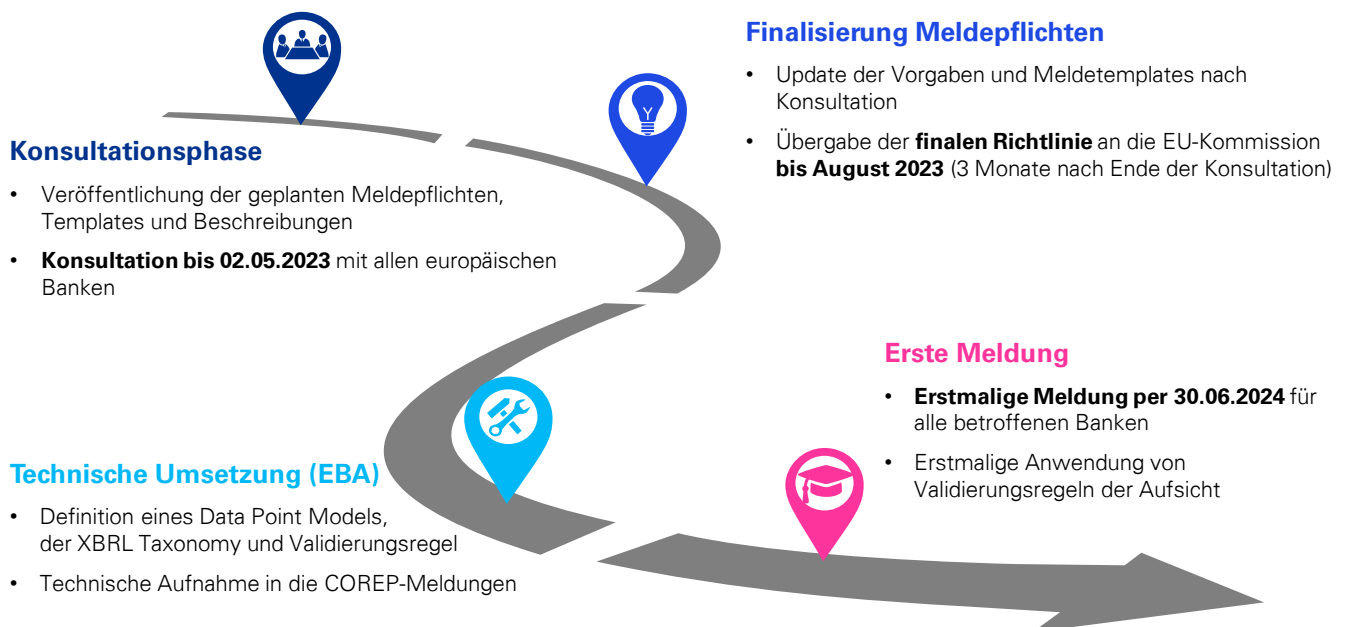 Konsultationsphase
• Veröffentlichung der geplanten Meldepflichten,
Templates und Beschreibungen
• Konsultation bis 02.05.2023 mit allen europäischen
Banken
Finalisierung Meldepflichten
• Update der Vorgaben und Meldetemplates nach
Konsultation
• Übergabe der finalen Richtlinie an die EU-Kommission
bis August 2023 (3 Monate nach Ende der Konsultation)
Technische Umsetzung (EBA)
• Definition eines Data Point Models,
der XBRL Taxonomy und Validierungsregel
• Technische Aufnahme in die COREP-Meldungen
Erste Meldung
• Erstmalige Meldung per 30.06.2024 für
alle betroffenen Banken
• Erstmalige Anwendung von
Validierungsregeln der Aufsicht